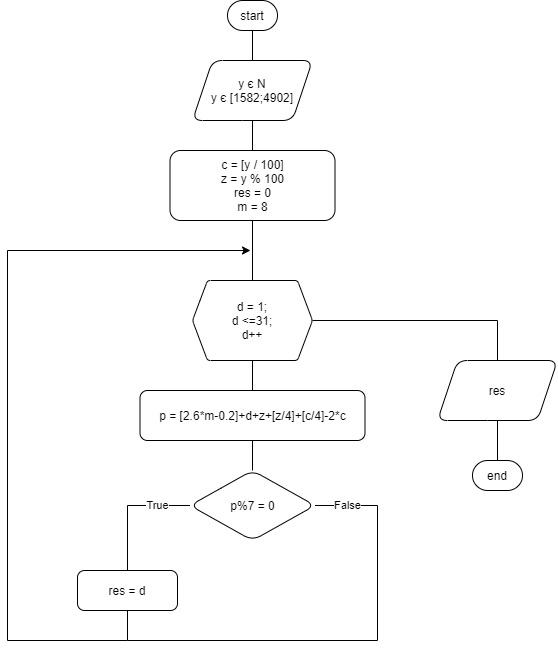 start
y є N
y є [1582;4902]
c = [y / 100]
z = y % 100
res = 0
m = 8
d = 1;
d <=31;
d++
res
p = [2.6*m-0.2]+d+z+[z/4]+[c/4]-2*c
end
p%7 = 0
True
False
res = d